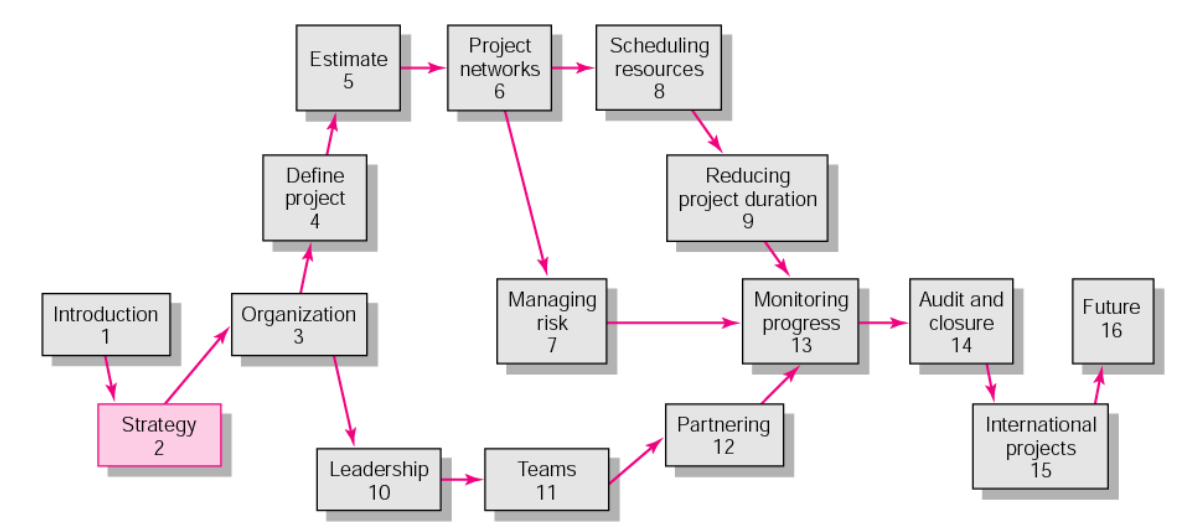 Estimate
5
Project
networks
6
Scheduling
resources
8
Define
project
4
Reducing
project duration
9
Introduction
1
Organization
3
Managing
risk
7
Monitoring
progress
13
Audit and
closure
14
Future
16
Strategy
2
Leadership
10
Teams
11
Partnering
12
International
projects
15